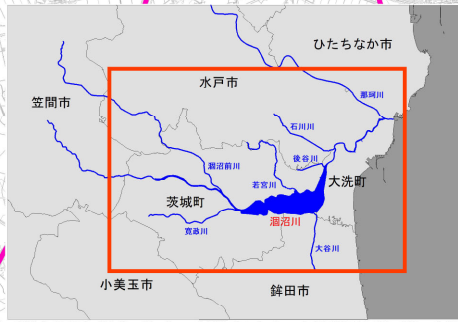 ひたちなか市
水戸市
笠間市
那珂川
石川川
涸沼前川
後谷川
若宮川
大洗町
茨城町
涸沼川
寛政川
大谷川
小美玉市
鉾田市